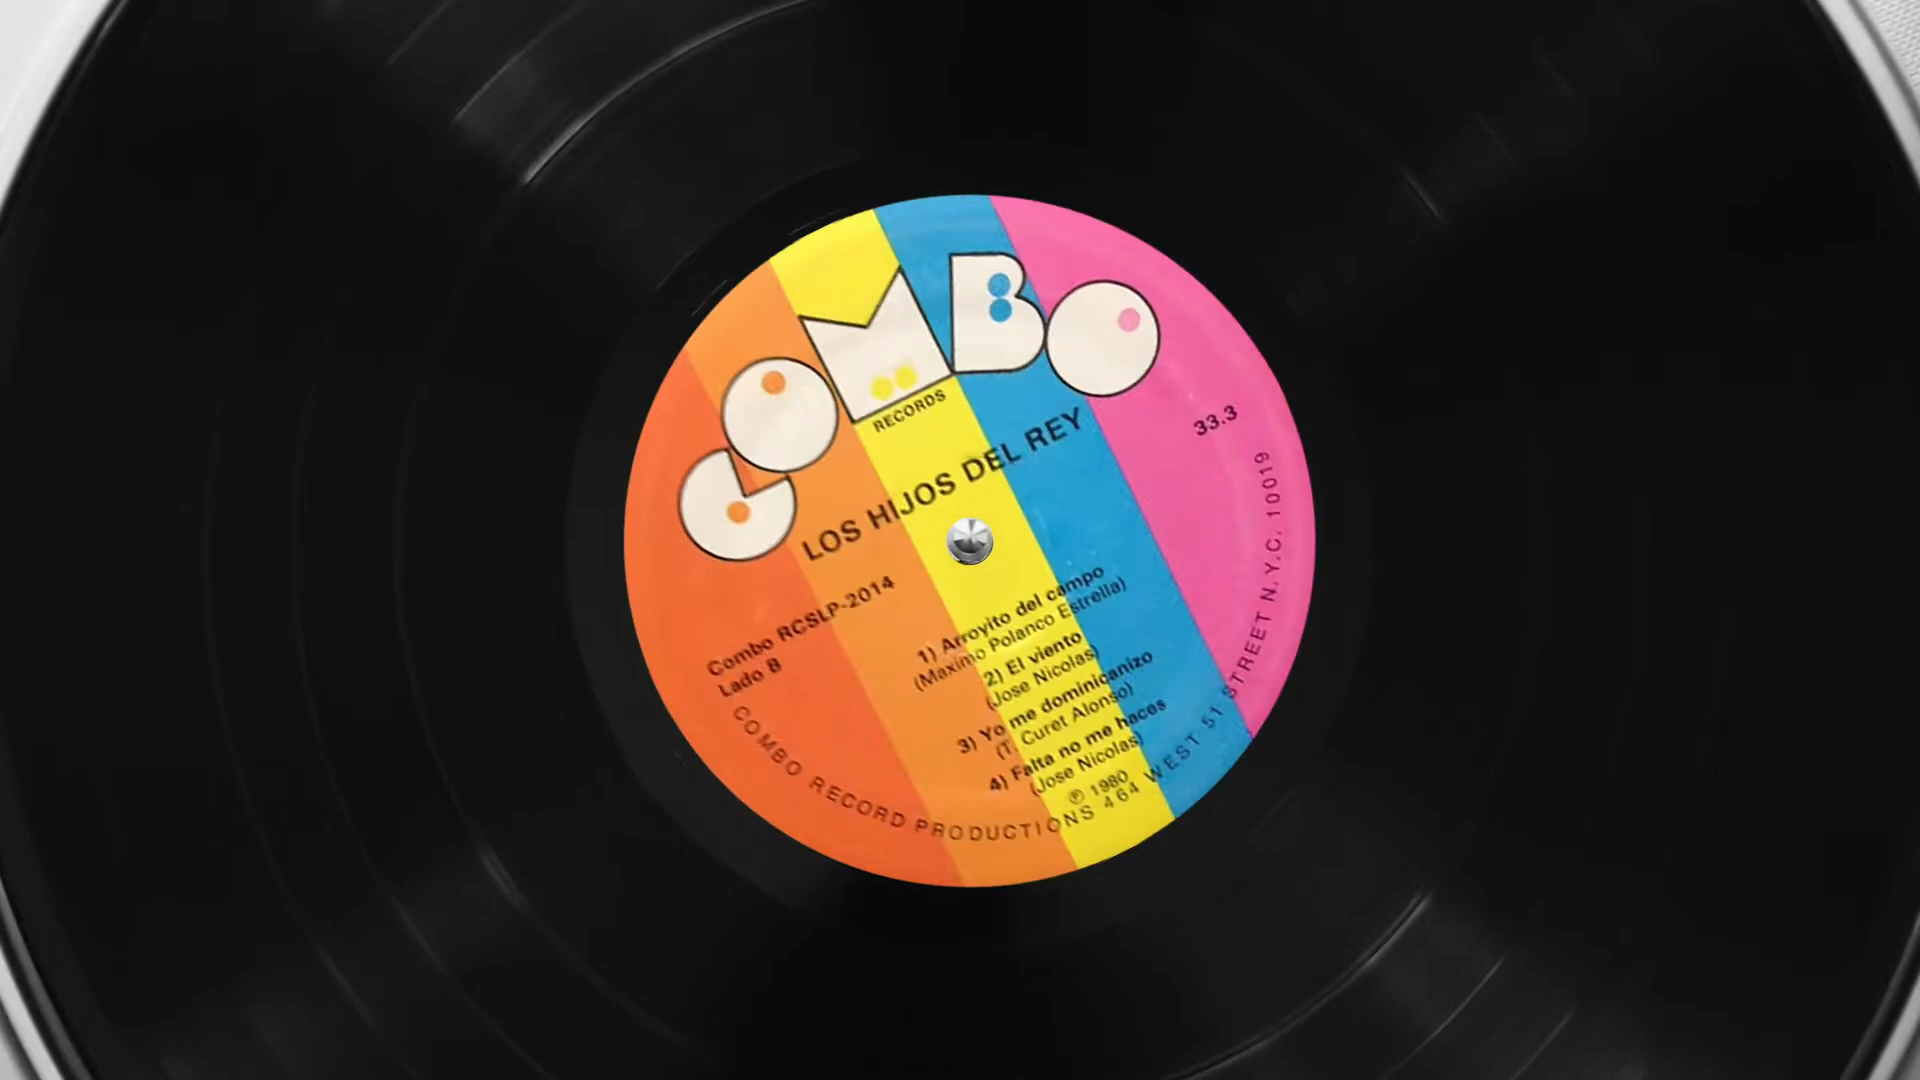 COMBO
RECORDS
LOS HIJOS DEL REY
33.3
Combo RCSLP-2014
Lado B
1) Arroyito del campo
(Maximo Polanco Estrella)
2) El viento
(Jose Nicolas)
3) Yo me dominicanizo
(T. Curet Alonso)
4) Falta no me haces
(Jose Nicolas)
℗ 1980
COMBO RECORD PRODUCTIONS 464 WEST 51 STREET N.Y.C. 10019